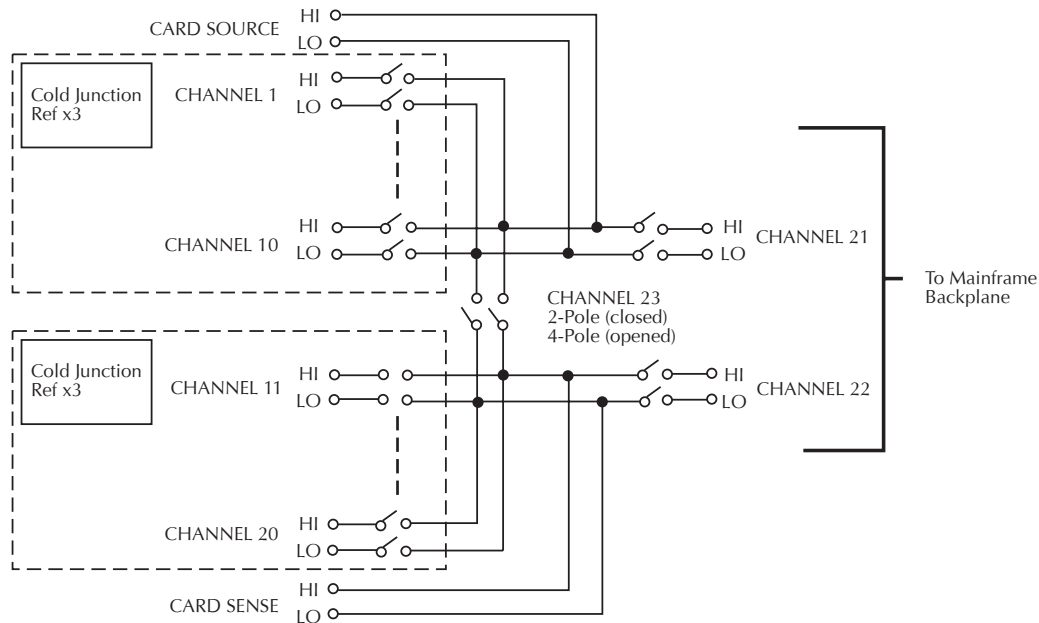 CARD SOURCE
HI
LO
Cold Junction
Ref x3
CHANNEL 1
HI
LO
CHANNEL 10
HI
LO
HI
LO
CHANNEL 21
To Mainframe
Backplane
CHANNEL 23
2-Pole (closed)
4-Pole (opened)
Cold Junction
Ref x3
CHANNEL 11
HI
LO
HI
LO
CHANNEL 22
CHANNEL 20
HI
LO
CARD SENSE
HI
LO